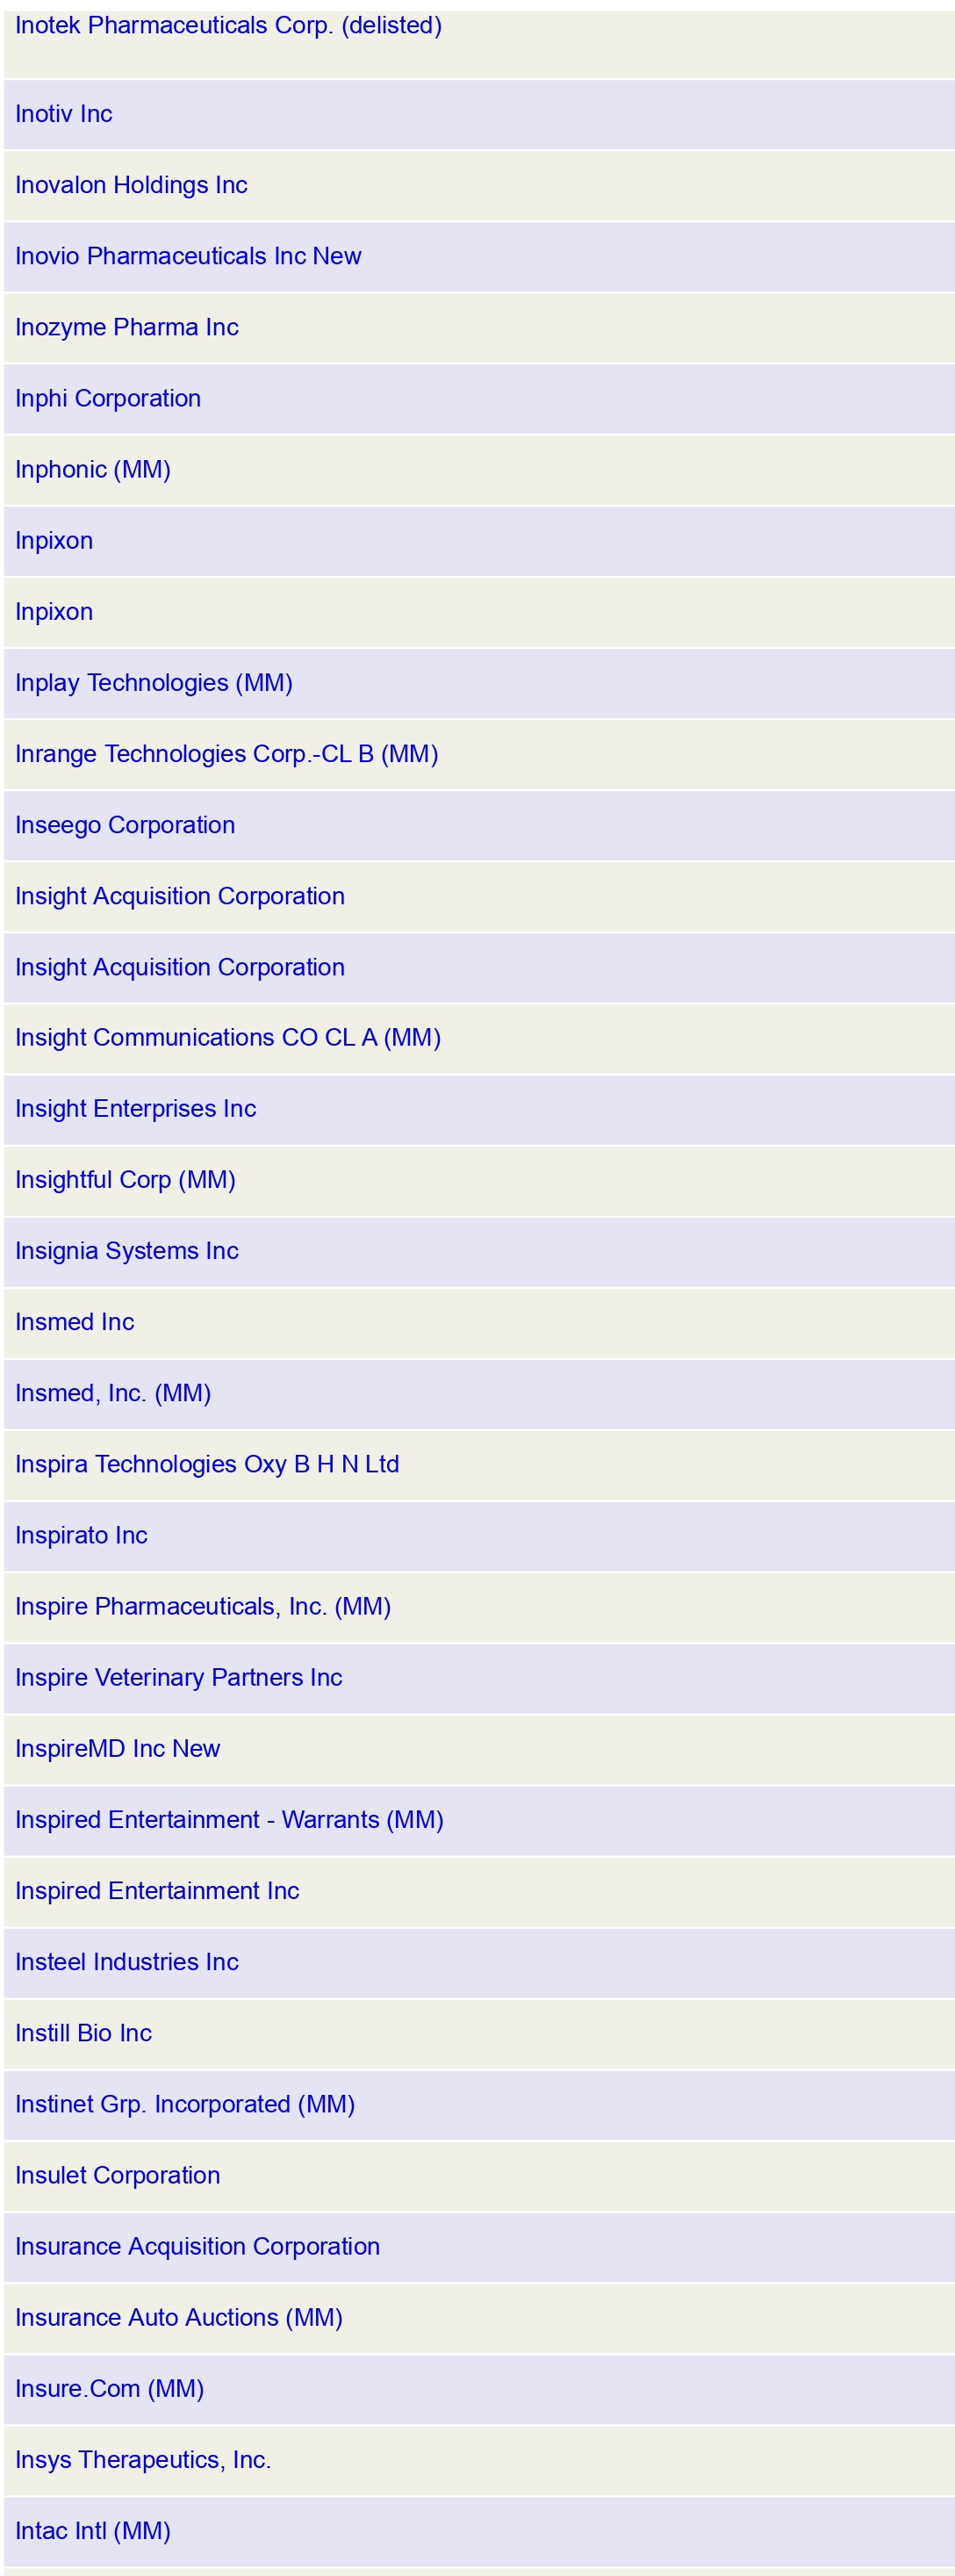 Inotek Pharmaceuticals Corp. (delisted)
Inotiv Inc
Inovalon Holdings Inc
Inovio Pharmaceuticals Inc New
Inozyme Pharma Inc
Inphi Corporation
Inphonic (MM)
Inpixon
Inpixon
Inplay Technologies (MM)
Inrange Technologies Corp.-CL B (MM)
Inseego Corporation
Insight Acquisition Corporation
Insight Acquisition Corporation
Insight Communications CO CL A (MM)
Insight Enterprises Inc
Insightful Corp (MM)
Insignia Systems Inc
Insmed Inc
Insmed, Inc. (MM)
Inspira Technologies Oxy B H N Ltd
Inspirato Inc
Inspire Pharmaceuticals, Inc. (MM)
Inspire Veterinary Partners Inc
InspireMD Inc New
Inspired Entertainment - Warrants (MM)
Inspired Entertainment Inc
Insteel Industries Inc
Instill Bio Inc
Instinet Grp. Incorporated (MM)
Insulet Corporation
Insurance Acquisition Corporation
Insurance Auto Auctions (MM)
Insure.Com (MM)
Insys Therapeutics, Inc.
Intac Intl (MM)